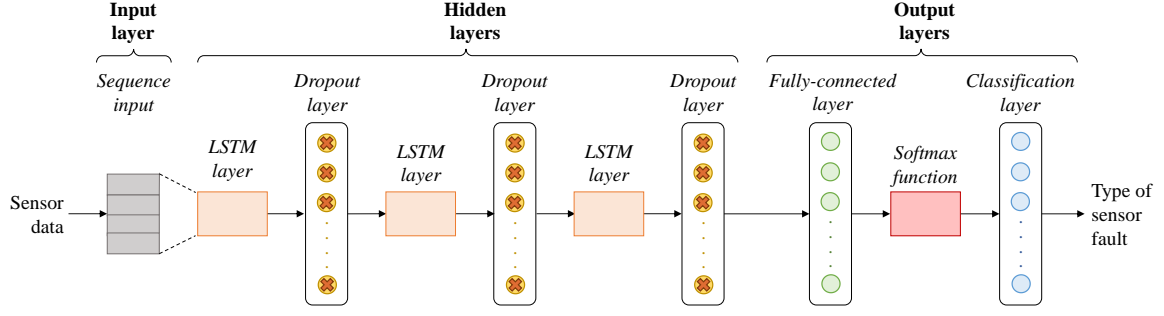 Input
layer
Hidden
layers
Output
layers
Sequence
input
Dropout
layer
Dropout
layer
Dropout
layer
Fully-connected
layer
Classification
layer
LSTM
layer
LSTM
layer
LSTM
layer
Softmax
function
Sensor
data
Type of
sensor
fault